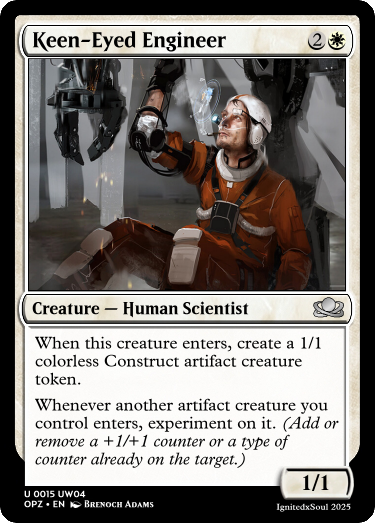 Keen-Eyed Engineer 2
Creature — Human Scientist
When this creature enters, create a 1/1
colorless Construct artifact creature
token.
Whenever another artifact creature you
control enters, experiment on it. (Add or
remove a +1/+1 counter or a type of
counter already on the target.)
1/1
U 0015 UW04
OPZ • EN Brenoch Adams
IgnitedxSoul 2025